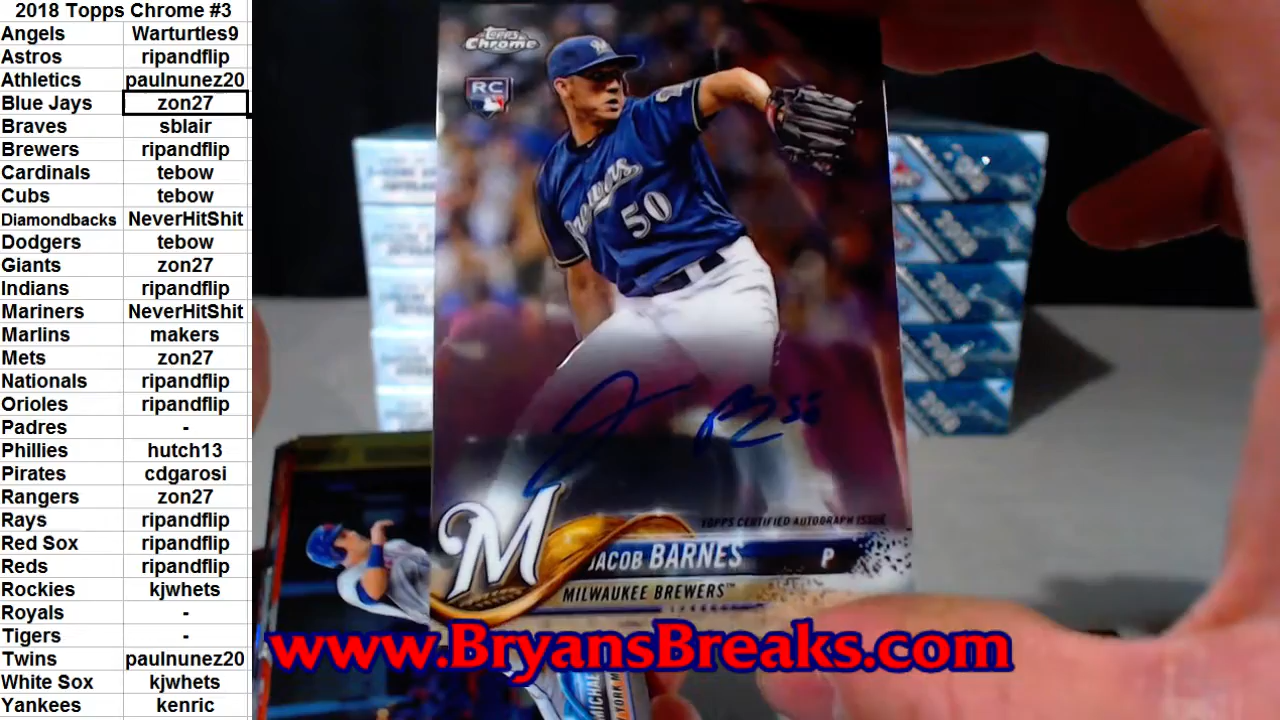 2018 Topps Chrome #3
Angels Warturtles9
Astros ripandflip
Athletics paulnunez20
Blue Jays zon27
Braves sblair
Brewers ripandflip
Cardinals tebow
Cubs tebow
Diamondbacks NeverHitShit
Dodgers tebow
Giants zon27
Indians ripandflip
Mariners NeverHitShit
Marlins makers
Mets zon27
Nationals ripandflip
Orioles ripandflip
Padres -
Phillies hutch13
Pirates cdgarosi
Rangers zon27
Rays ripandflip
Red Sox ripandflip
Reds ripandflip
Rockies kjwhets
Royals -
Tigers -
Twins paulnunez20
White Sox kjwhets
Yankees kenric
Topps
Chrome
RC
Brewers
50
TOPPS CERTIFIED AUTOGRAPH ISSUE
M
JACOB BARNES P
MILWAUKEE BREWERS™
www.BryansBreaks.com
MICHAE